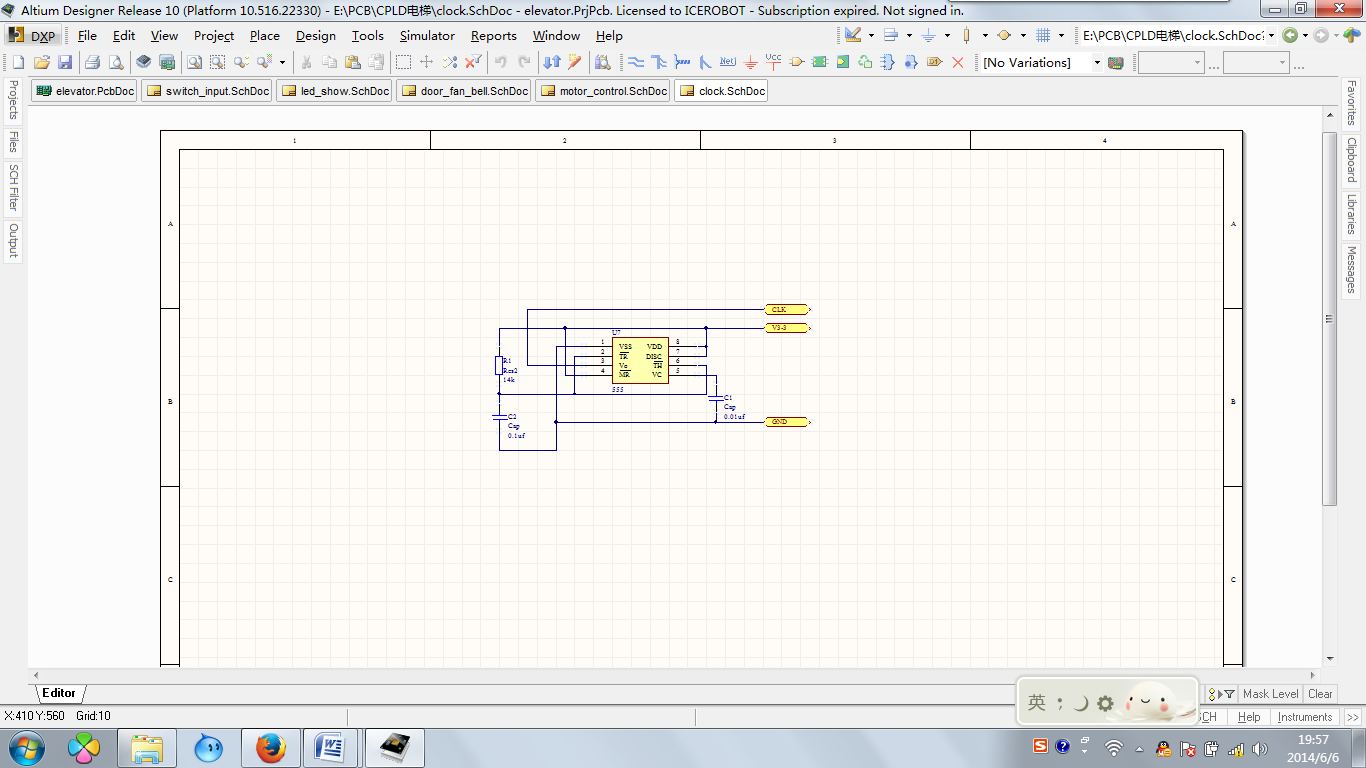 Altium Designer Release 10 (Platform 10.516.22330) - E:\PCB\CPLD电梯\clock.SchDoc - elevator.PrjPcb. Licensed to ICEROBOT - Subscription expired. Not signed in.
DXP File Edit View Project Place Design Tools Simulator Reports Window Help E:\PCB\CPLD电梯\clock.SchDoc?
Net Vcc [No Variations] ... ...
elevator.PcbDoc switch_input.SchDoc led_show.SchDoc door_fan_bell.SchDoc motor_control.SchDoc clock.SchDoc
Projects
Files
SCH Filter
Output
Favorites
Clipboard
Libraries
Messages
1 2 3 4
A A
CLK
V3-3
U7
1 VSS VDD 8
2 TR DISC 7
3 Vo TH 6
4 MR VC 5
555
R1
Res2
14k
B B
C1
Cap
0.01uf
C2
Cap
0.1uf
GND
C C
Editor
Mask Level Clear
X:410 Y:560 Grid:10
英 ;
SCH Help Instruments >>
19:57
2014/6/6